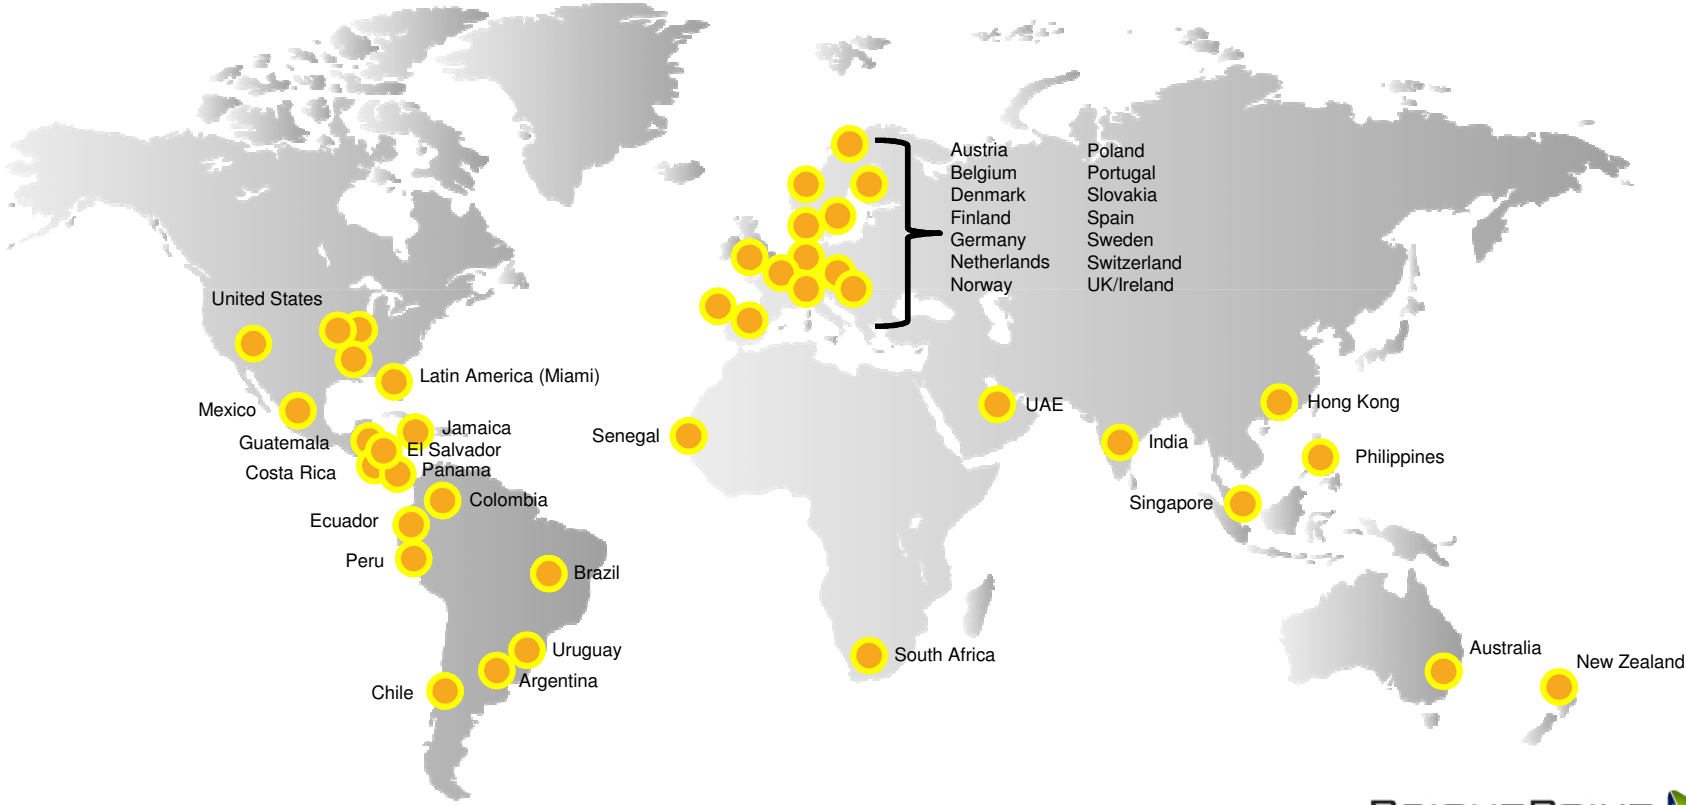 Austria
Belgium
Denmark
Finland
Germany
Netherlands
Norway
Poland
Portugal
Slovakia
Spain
Sweden
Switzerland
UK/Ireland
United States
Latin America (Miami)
Mexico
Jamaica
Guatemala
El Salvador
Costa Rica
Panama
Colombia
Ecuador
Peru
Brazil
Uruguay
Argentina
Chile
Senegal
UAE
South Africa
India
Hong Kong
Philippines
Singapore
Australia
New Zealand